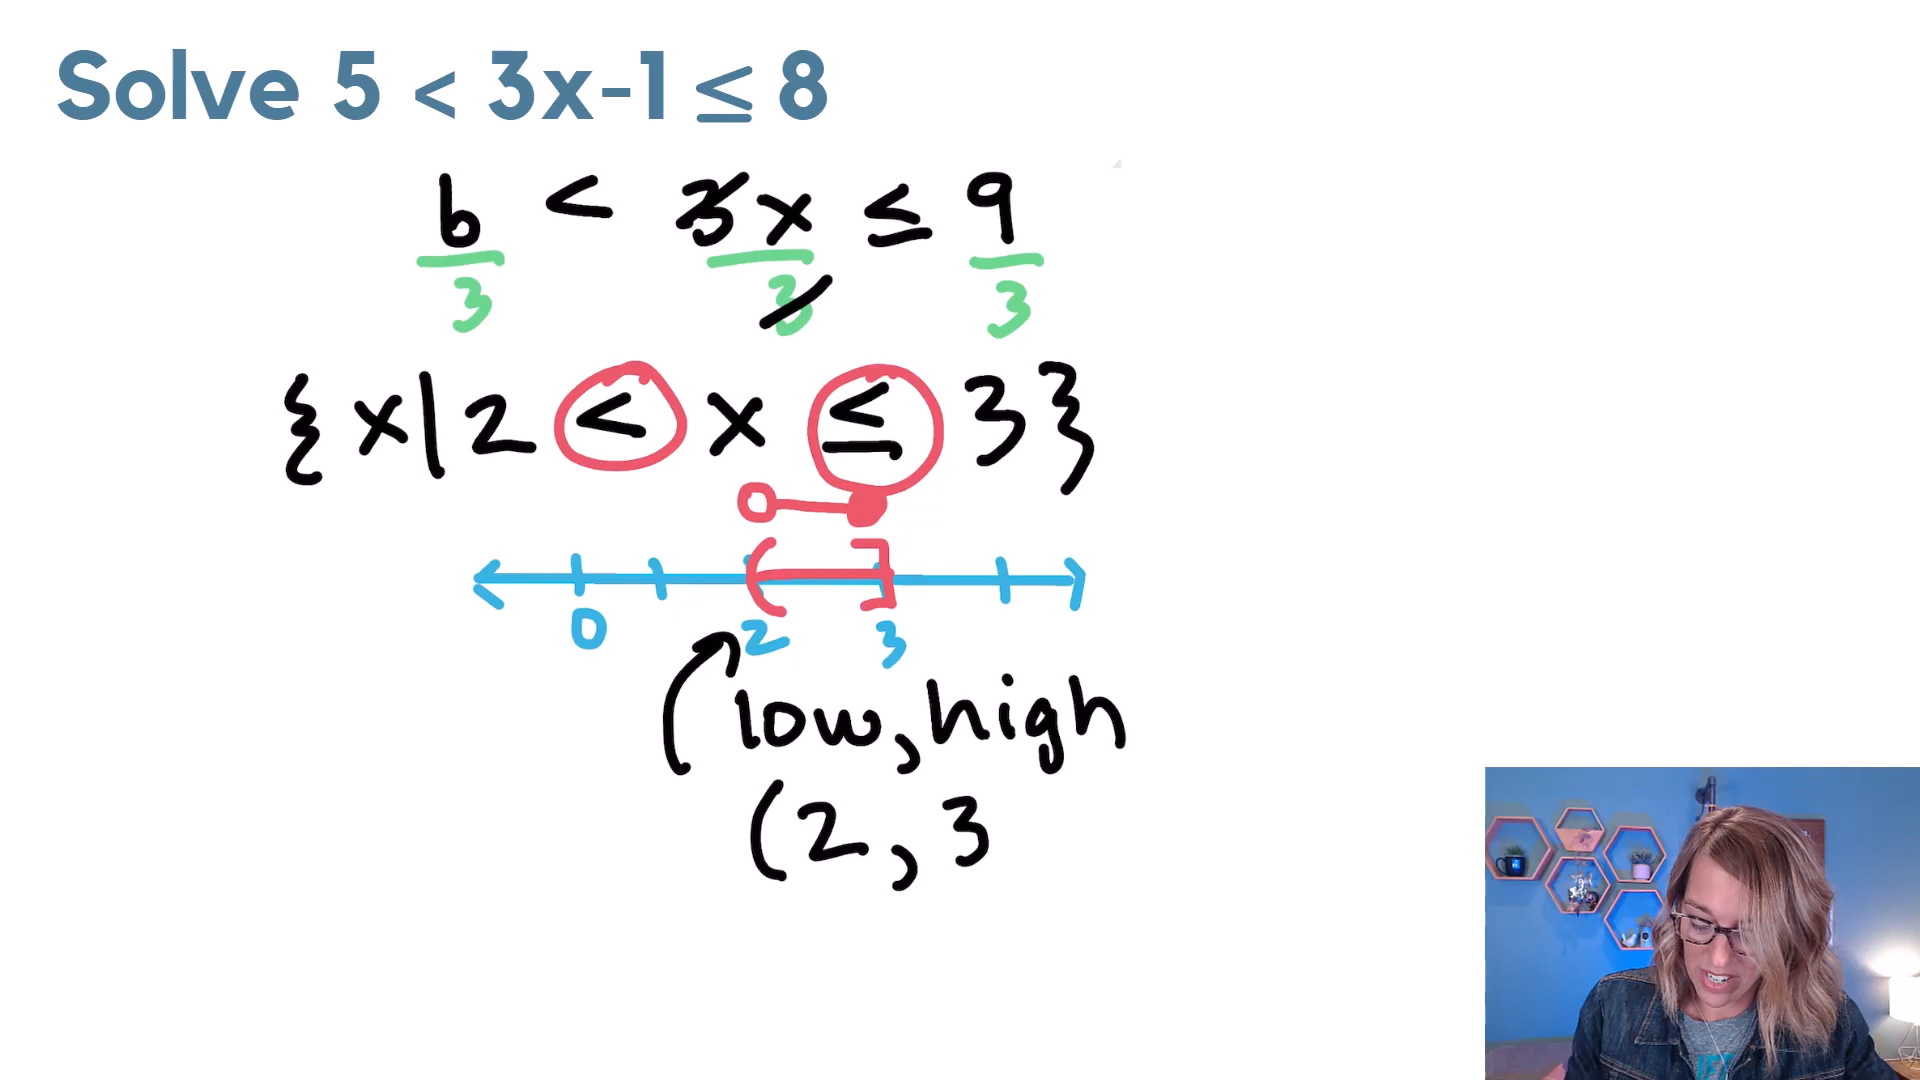 Solve 5 < 3x-1 ≤ 8
6 < 3x ≤ 9
3 3 3
{x|2 < x ≤ 3}
0 2 3
low, high
(2, 3